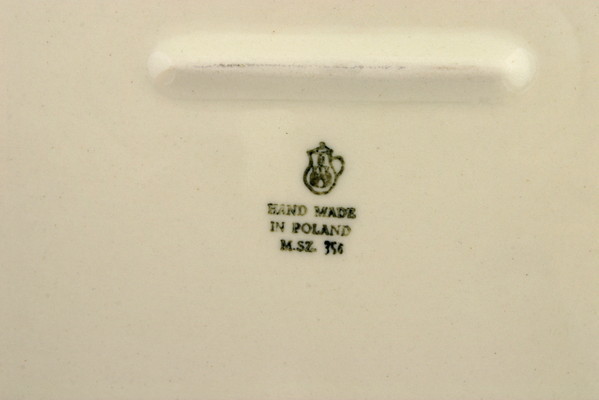 HAND MADE
IN POLAND
M.SZ. 356